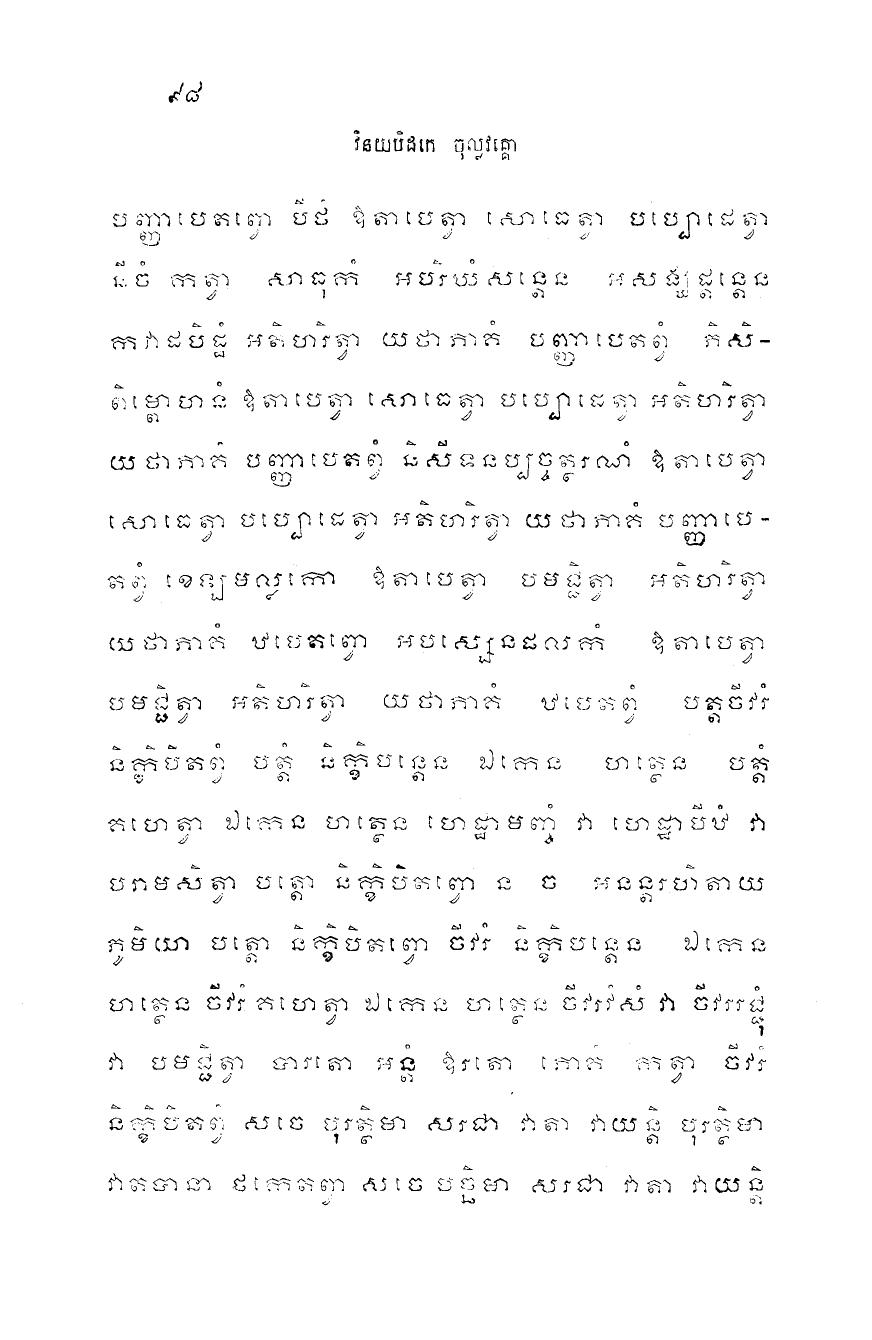 ៩៨
វិនយបិដកេ ចុល្លវគ្គោ
បញ្ញាបេតព្វោ បីថំ ឱតាបេត្វា សោធេត្វា បប្បោដេត្វា
នីចំ កត្វា សាធុកំ អបរិឃំសន្តេន អសង្ឃដ្តន្តេន
កវាដបិដ្ឋំ អតិហរិត្វា យថាភាគំ បញ្ញាបេតព្វំ ភិសិ-
ពិម្ពោហនំ ឱតាបេត្វា សោធេត្វា បប្បោដេត្វា អតិហរិត្វា
យថាភាគំ បញ្ញាបេតព្វំ និសីទនប្បច្ចត្ថរណំ ឱតាបេត្វា
សោធេត្វា បប្បោដេត្វា អតិហរិត្វា យថាភាគំ បញ្ញាបេ-
តព្វំ ខេឡមល្លកោ ឱតាបេត្វា បមជ្ជិត្វា អតិហរិត្វា
យថាភាគំ ឋបេតព្វោ អបស្សេនដលកំ ឱតាបេត្វា
បមជ្ជិត្វា អតិហរិត្វា យថាភាគំ ឋបេតព្វំ បត្តចីវរំ
និក្ខិបិតព្វំ បត្តំ និក្ខិបន្តេន ឯកេន ហត្ថេន បត្តំ
គហេត្វា ឯកេន ហត្ថេន ហេដ្ឋាមញ្ចំ វា ហេដ្ឋាបីឋំ វា
បរាមសិត្វា បត្តោ និក្ខិបិតព្វោ ន ច អនន្តរហិតាយ
ភូមិយា បត្តោ និក្ខិបិតព្វោ ចីវរំ និក្ខិបន្តេន ឯកេន
ហត្ថេន ចីវរំ គហេត្វា ឯកេន ហត្ថេន ចីវរវំសំ វា ចីវររជ្ជុំ
វា បមជ្ជិត្វា បារតោ អន្តំ ឱរតោ ភោគំ កត្វា ចីវរំ
និក្ខិបិតព្វំ សចេ បុរត្ថិមា សរជា វាតា វាយន្តិ បុរត្ថិមា
វាតបានា ថកេតព្វា សចេ បច្ឆិមា សរជា វាតា វាយន្តិ